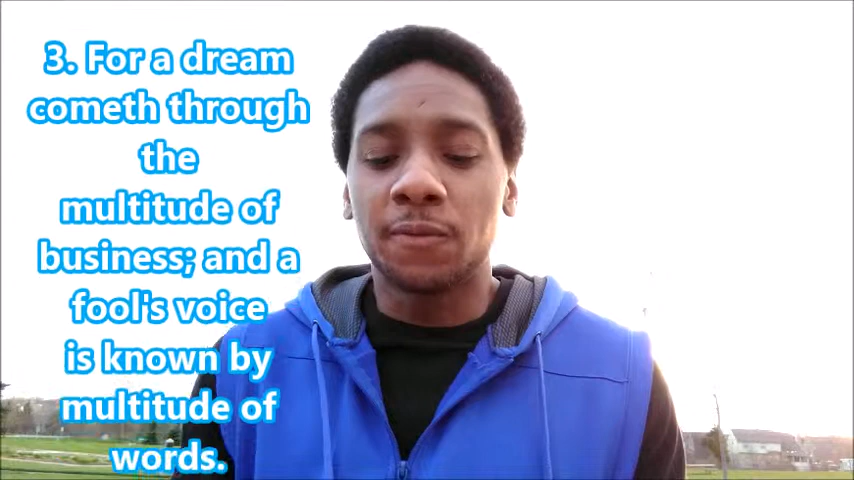 3. For a dream
cometh through
the
multitude of
business; and a
fool's voice
is known by
multitude of
words.